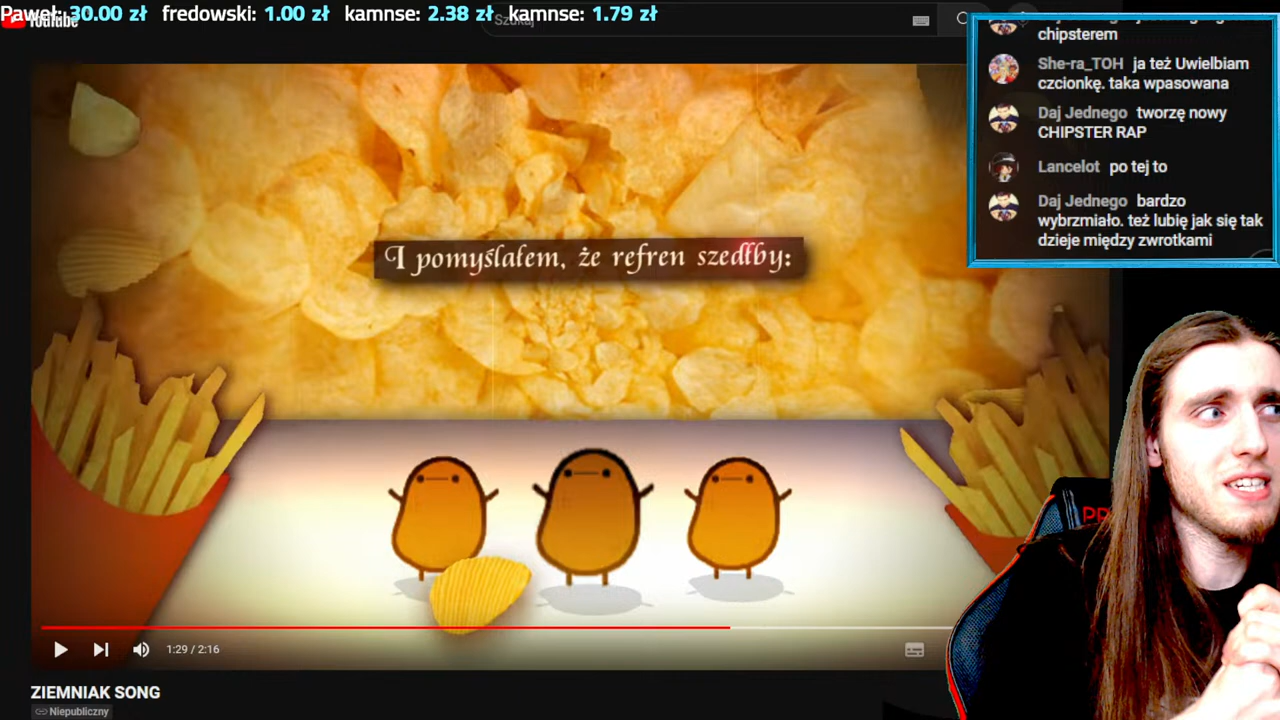 Paweł: 30.00 zł fredowski: 1.00 zł kamnse: 2.38 zł kamnse: 1.79 zł
YouTube
Szukaj
chipsterem
She-ra_TOH ja też Uwielbiam
czcionkę. taka wpasowana
Daj Jednego tworzę nowy
CHIPSTER RAP
Lancelot po tej to
Daj Jednego bardzo
wybrzmiało. też lubię jak się tak
dzieje między zwrotkami
I pomyślałem, że refren szedłby:
PR
1:29 / 2:16
ZIEMNIAK SONG
Niepubliczny